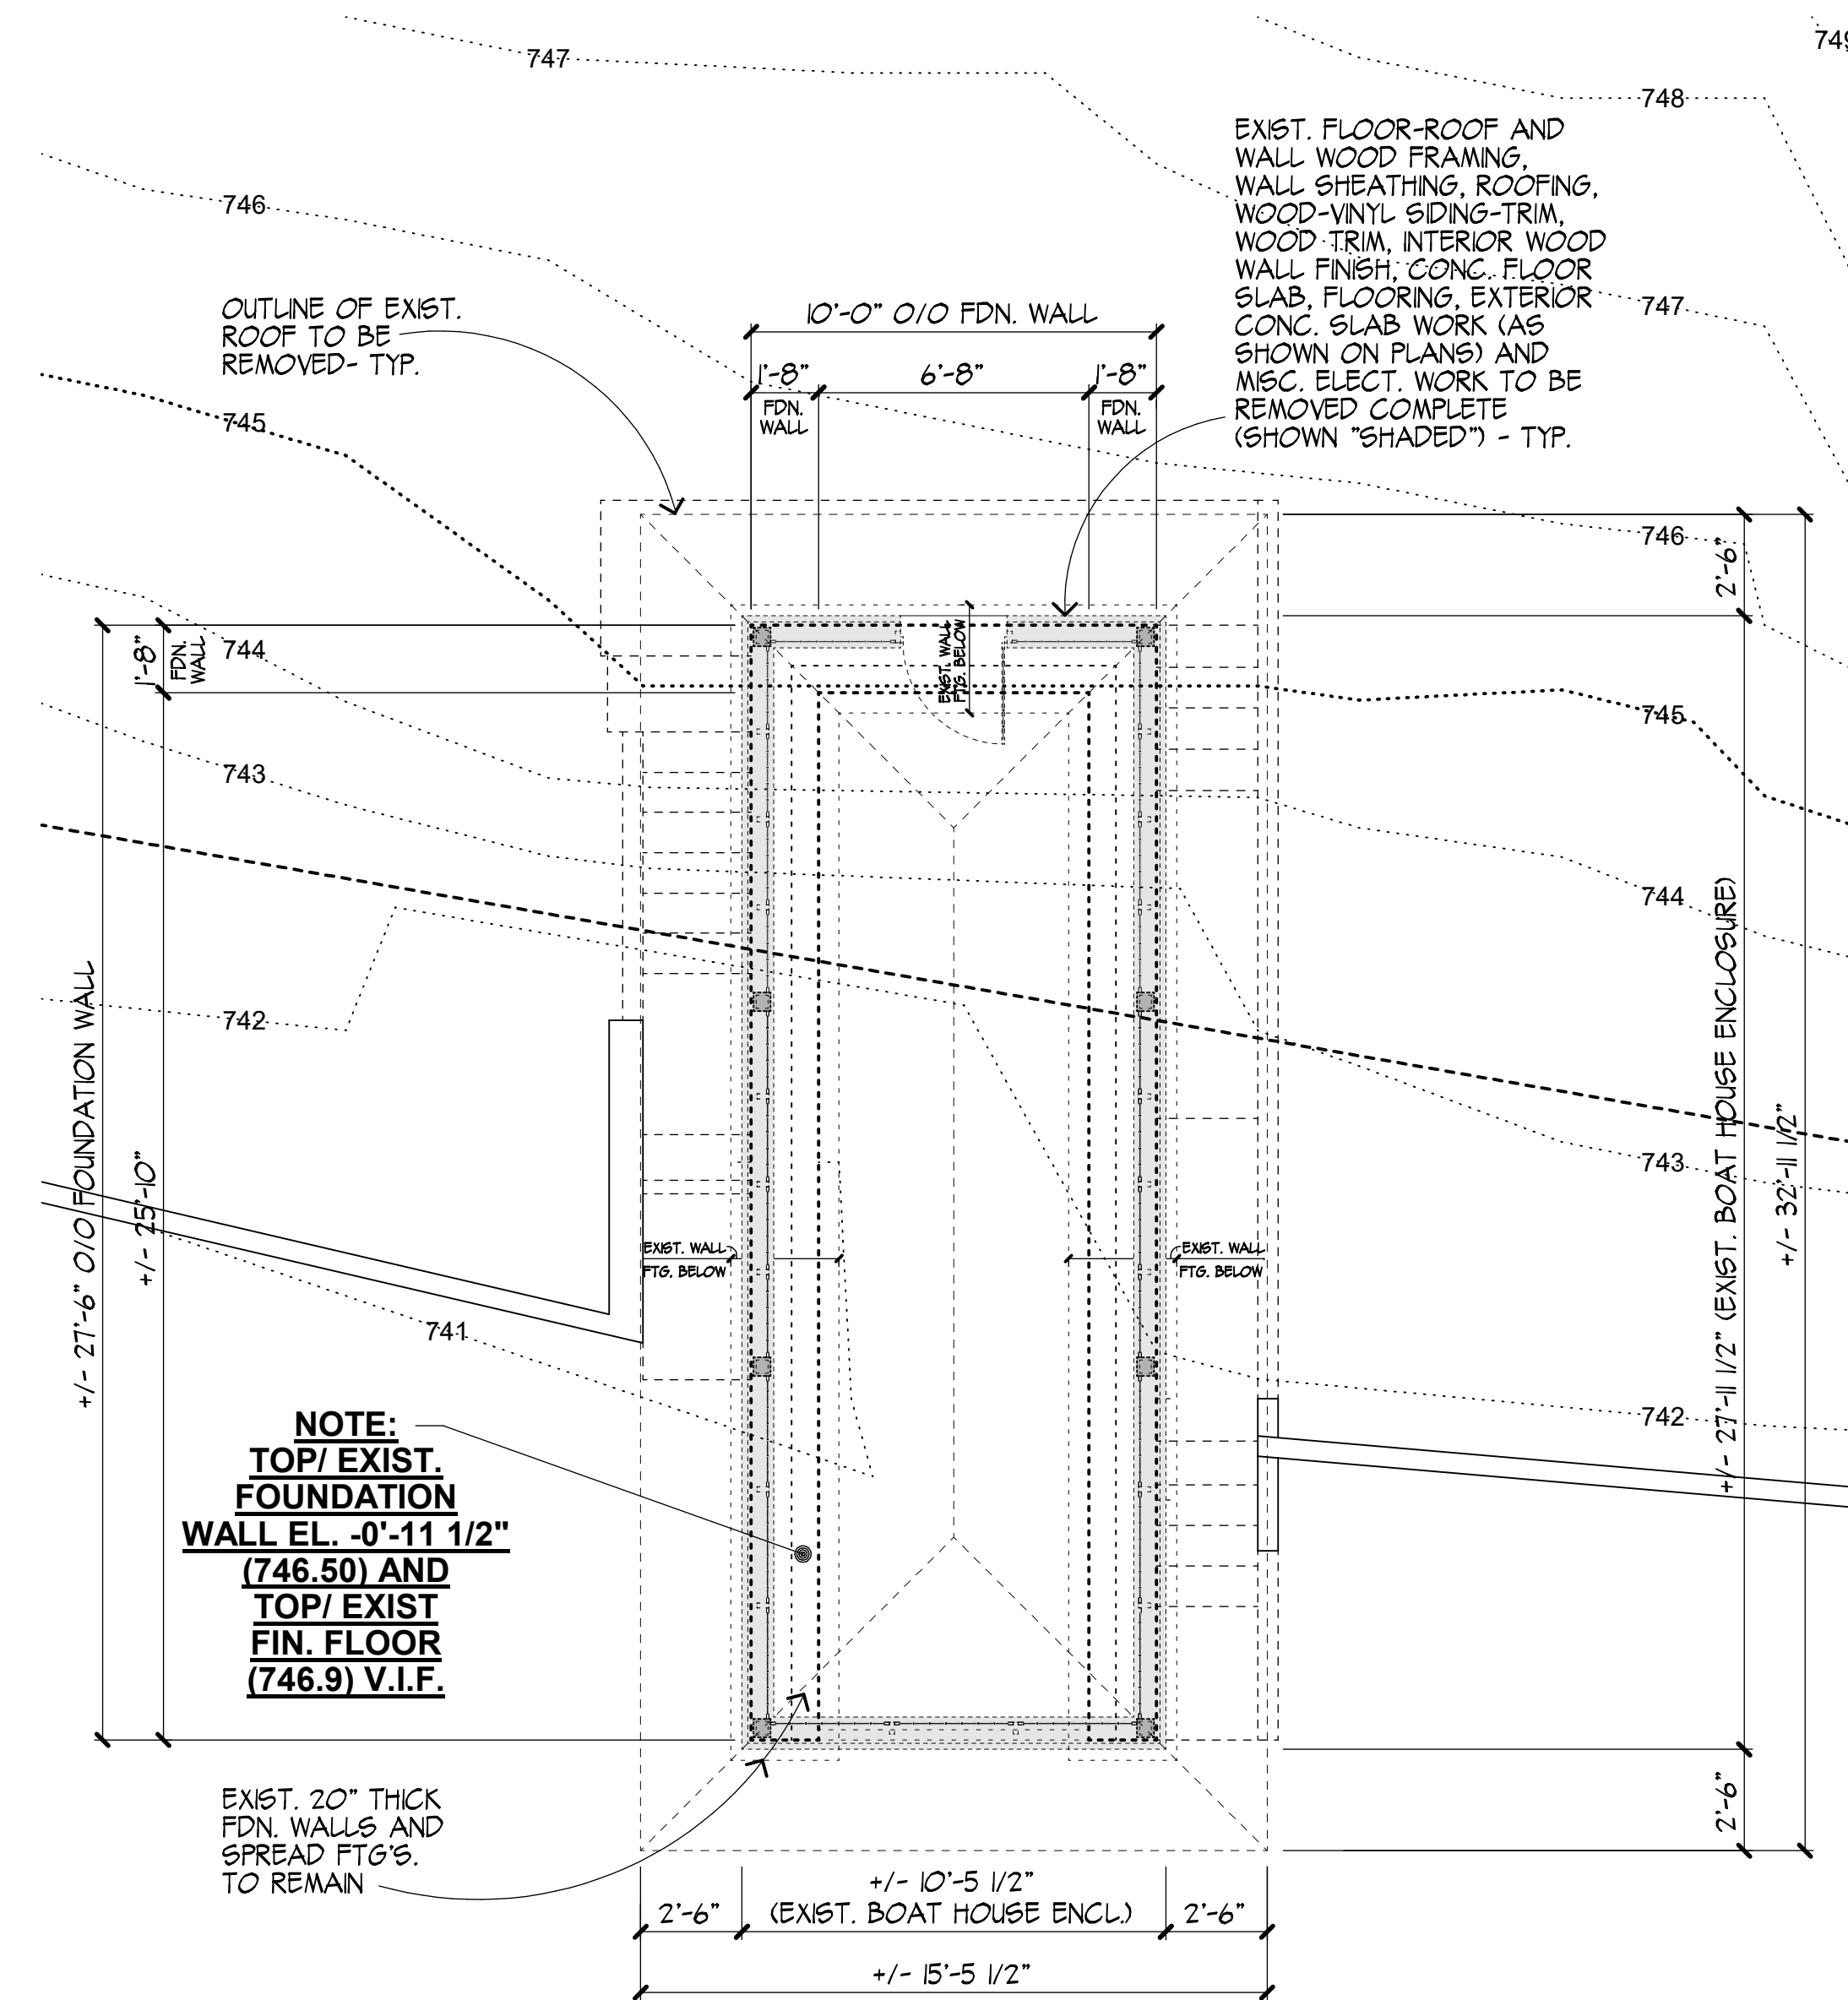 747
749
748
746
EXIST. FLOOR-ROOF AND
WALL WOOD FRAMING,
WALL SHEATHING, ROOFING,
WOOD-VINYL SIDING-TRIM,
WOOD TRIM, INTERIOR WOOD
WALL FINISH, CONC. FLOOR
SLAB, FLOORING, EXTERIOR
CONC. SLAB WORK (AS
SHOWN ON PLANS) AND
MISC. ELECT. WORK TO BE
REMOVED COMPLETE
(SHOWN "SHADED") - TYP.
747
OUTLINE OF EXIST.
ROOF TO BE
REMOVED- TYP.
10'-0" O/O FDN. WALL
1'-8"
6'-8"
1'-8"
FDN.
WALL
FDN.
WALL
745
746
2'-6"
744
1'-8"
FDN.
WALL
EXIST. WALL
FTG. BELOW
745
743
744
742
743
+/- 27'-6" O/O FOUNDATION WALL
+/- 25'-10"
+/- 27'-11 1/2" (EXIST. BOAT HOUSE ENCLOSURE)
+/- 32'-11 1/2"
EXIST. WALL
FTG. BELOW
EXIST. WALL
FTG. BELOW
741
742
NOTE:
TOP/ EXIST.
FOUNDATION
WALL EL. -0'-11 1/2"
(746.50) AND
TOP/ EXIST
FIN. FLOOR
(746.9) V.I.F.
EXIST. 20" THICK
FDN. WALLS AND
SPREAD FTG'S.
TO REMAIN
2'-6"
+/- 10'-5 1/2"
(EXIST. BOAT HOUSE ENCL.)
2'-6"
2'-6"
+/- 15'-5 1/2"